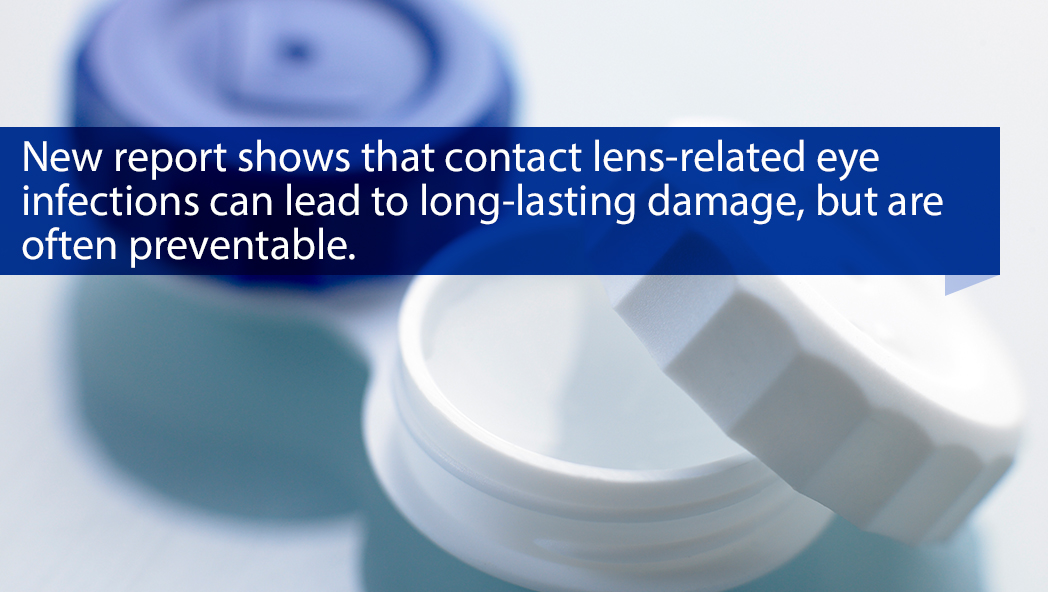 New report shows that contact lens-related eye
infections can lead to long-lasting damage, but are
often preventable.